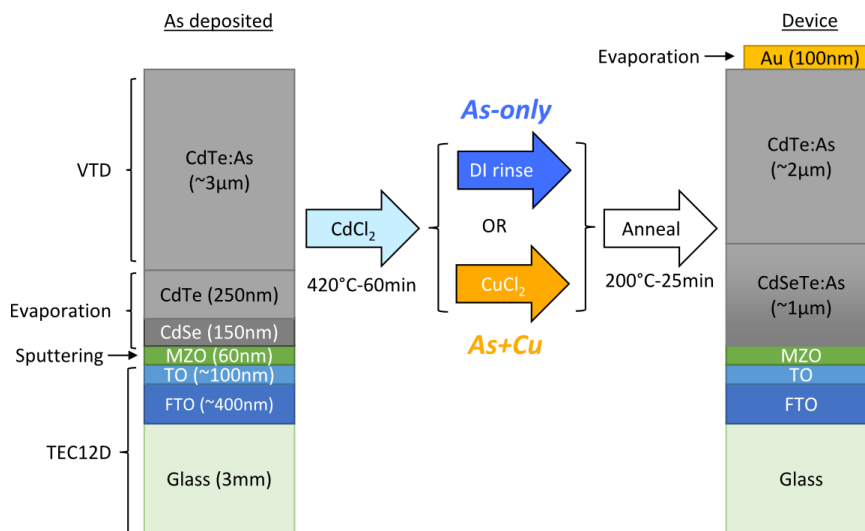 As deposited
Device
Evaporation
Au (100nm)
VTD
CdTe:As
(~3µm)
As-only
DI rinse
OR
CuCl₂
As+Cu
CdCl₂
420°C-60min
Anneal
200°C-25min
CdTe:As
(~2µm)
Evaporation
CdTe (250nm)
CdSe (150nm)
CdSeTe:As
(~1µm)
Sputtering
MZO (60nm)
MZO
TO (~100nm)
TO
FTO (~400nm)
FTO
TEC12D
Glass (3mm)
Glass